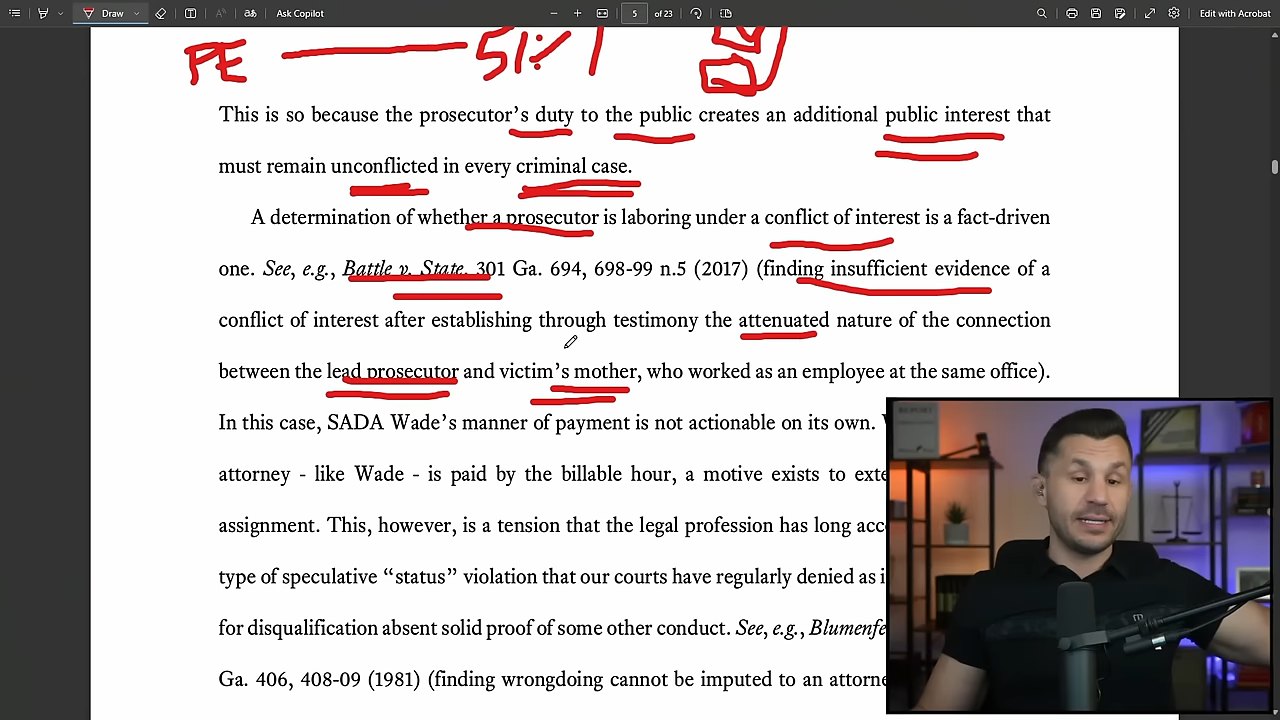 Draw
Ask Copilot
5 of 23
Edit with Acrobat
PE 51%
This is so because the prosecutor's duty to the public creates an additional public interest that
must remain unconflicted in every criminal case.
A determination of whether a prosecutor is laboring under a conflict of interest is a fact-driven
one. See, e.g., Battle v. State, 301 Ga. 694, 698-99 n.5 (2017) (finding insufficient evidence of a
conflict of interest after establishing through testimony the attenuated nature of the connection
between the lead prosecutor and victim's mother, who worked as an employee at the same office).
In this case, SADA Wade's manner of payment is not actionable on its own.
attorney - like Wade - is paid by the billable hour, a motive exists to
assignment. This, however, is a tension that the legal profession has long
type of speculative “status” violation that our courts have regularly denied as
for disqualification absent solid proof of some other conduct. See, e.g.,
Ga. 406, 408-09 (1981) (finding wrongdoing cannot be imputed to an